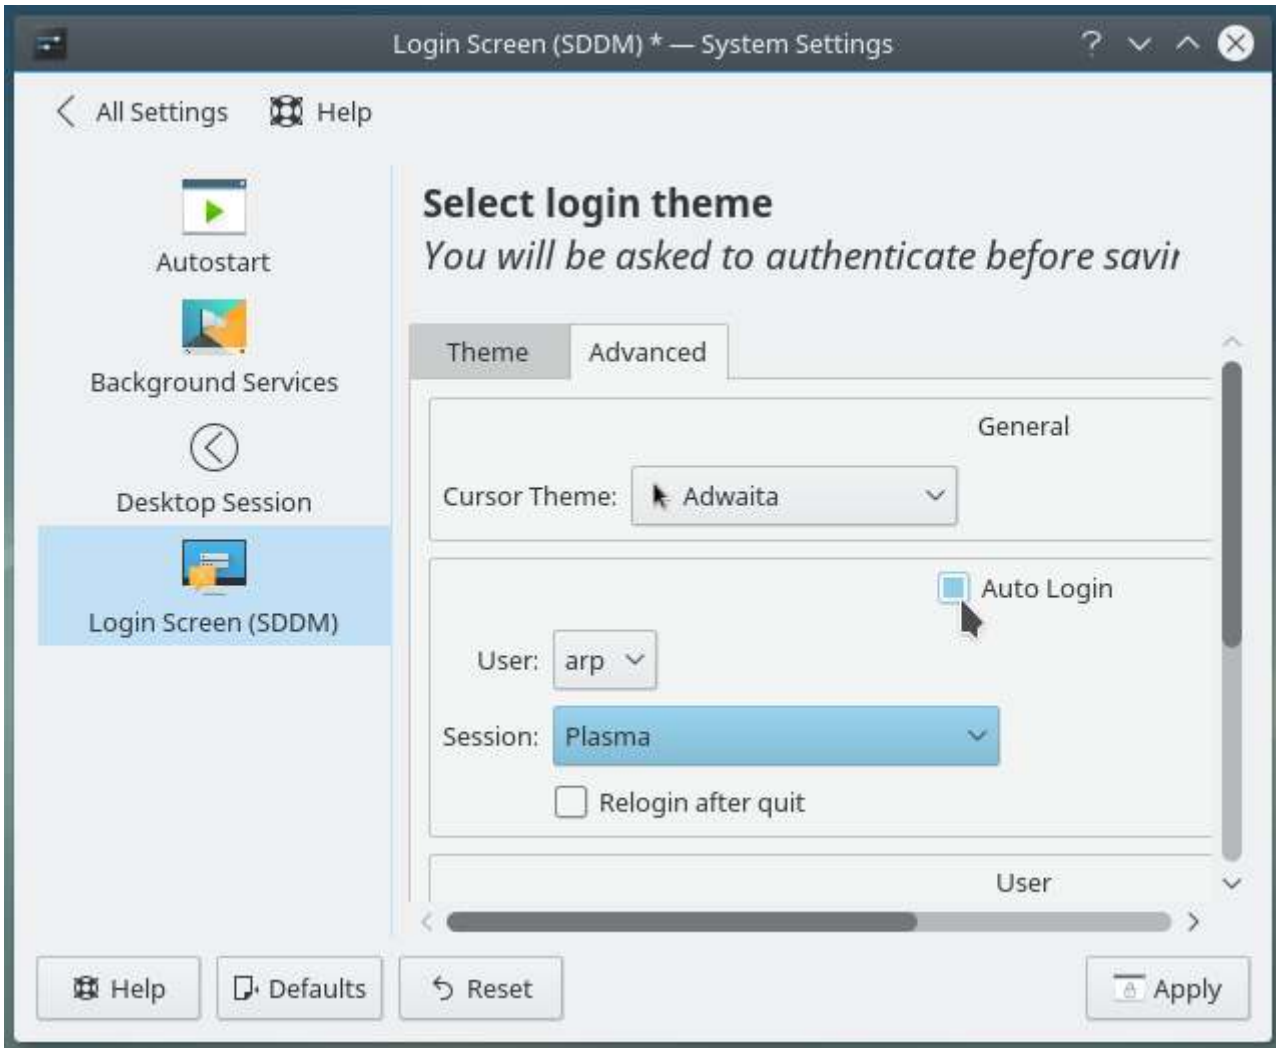 Login Screen (SDDM) * — System Settings
All Settings
Help
Autostart
Background Services
Desktop Session
Login Screen (SDDM)
Select login theme
You will be asked to authenticate before savin
Theme
Advanced
General
Cursor Theme: Adwaita
Auto Login
User: arp
Session: Plasma
Relogin after quit
User
Help
Defaults
Reset
Apply